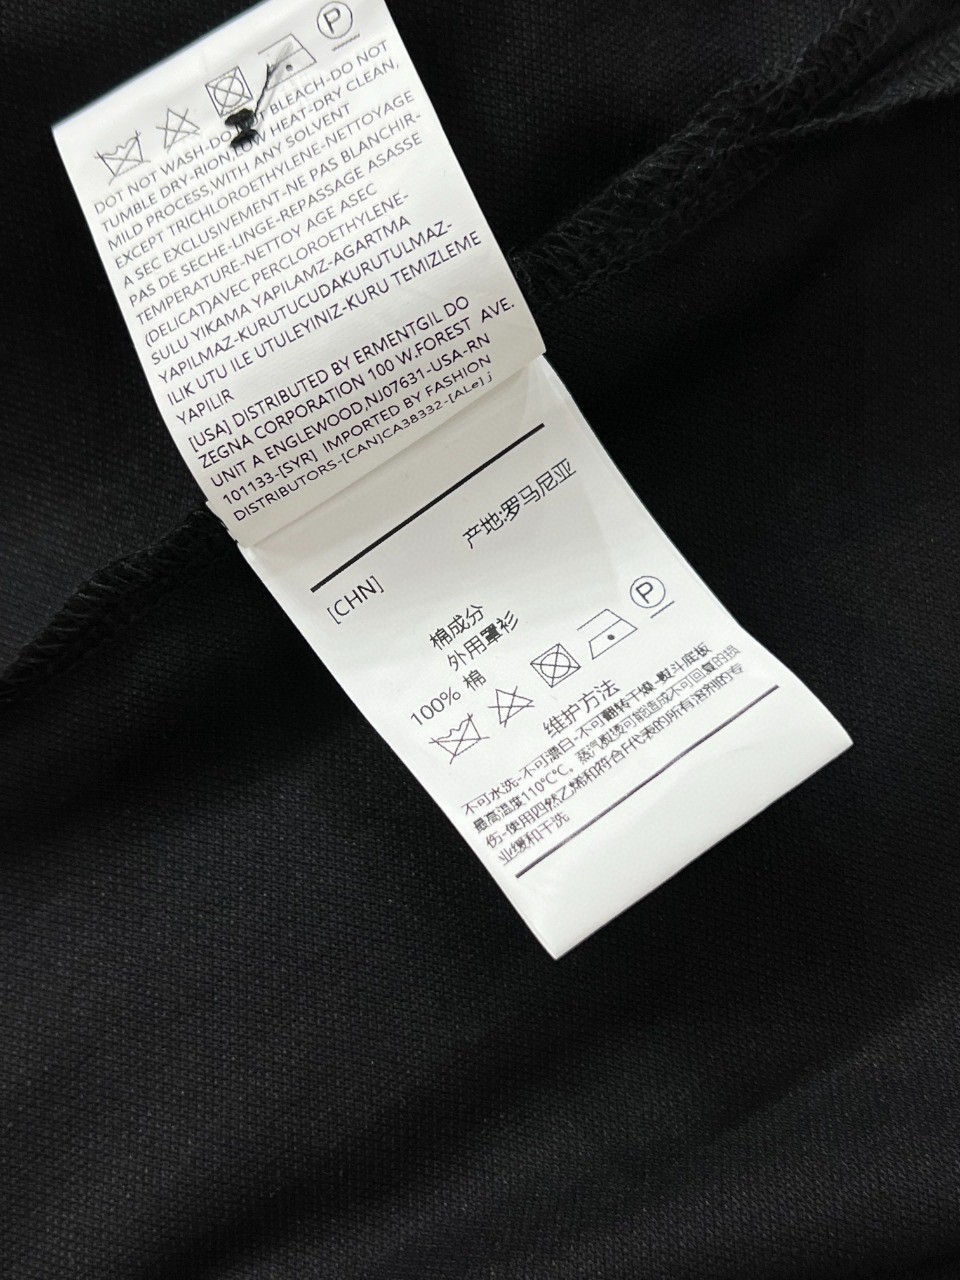 P
DOT NOT WASH-DO BLEACH-DO NOT
TUMBLE DRY-RION,LOW HEAT-DRY CLEAN,
MILD PROCESS,WITH ANY SOLVENT
EXCEPT TRICHLOROETHYLENE-NETTOYAGE
A SEC EXCLUSIVEMENT-NE PAS BLANCHIR-
PAS DE SECHE-LINGE-REPASSAGE ASASSE
TEMPERATURE-NETTOY AGE ASEC
(DELICAT)AVEC PERCLOROETHYLENE-
SULU YIKAMA YAPILAMZ-AGARTMA
YAPILMAZ-KURUTUCUDAKURUTULMAZ-
ILIK UTU ILE UTULEYINIZ-KURU TEMIZLEME
YAPILIR
[USA] DISTRIBUTED BY ERMENTGIL DO
ZEGNA CORPORATION 100 W,FOREST AVE.
UNIT A ENGLEWOOD,NJ07631-USA-RN
101133-[SYR] IMPORTED BY FASHION
DISTRIBUTORS-[CAN]CA38332-[ALe] j
产地:罗马尼亚
[CHN]
棉成分
外用罩衫
100% 棉
P
维护方法
不可水洗-不可漂白-不可翻转干燥-熨斗底板
最高温度110°C℃。蒸汽熨烫可能造成不可回复的损
伤-使用四然乙烯和符合F代表的所有溶剂的专
业缓和干洗